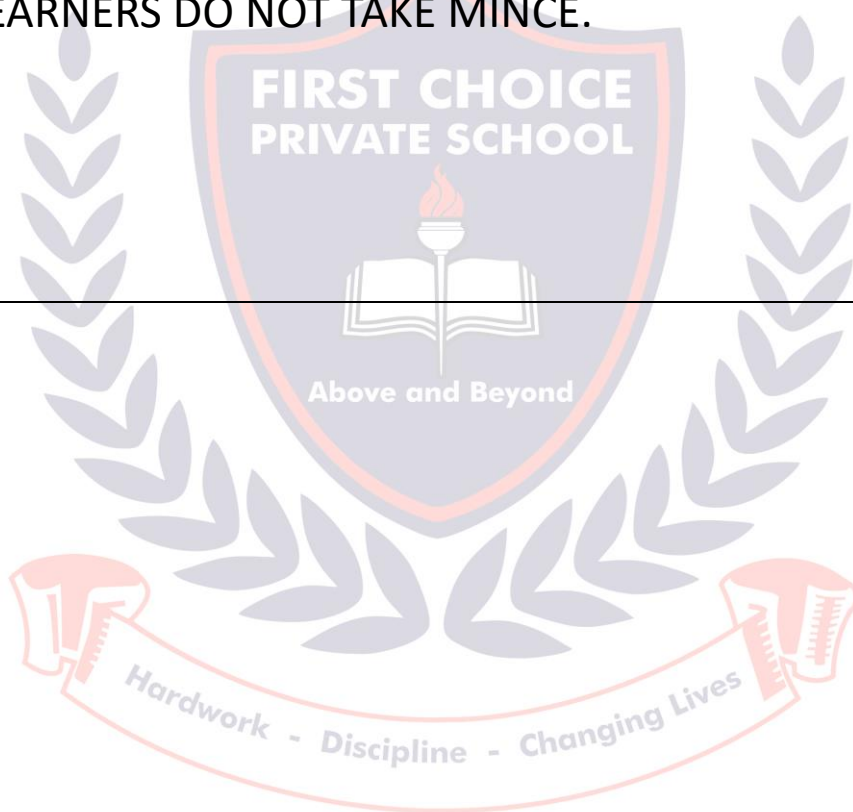 EARNERS DO NOT TAKE MINCE.
FIRST CHOICE
PRIVATE SCHOOL
Above and Beyond
Hardwork - Discipline - Changing Lives